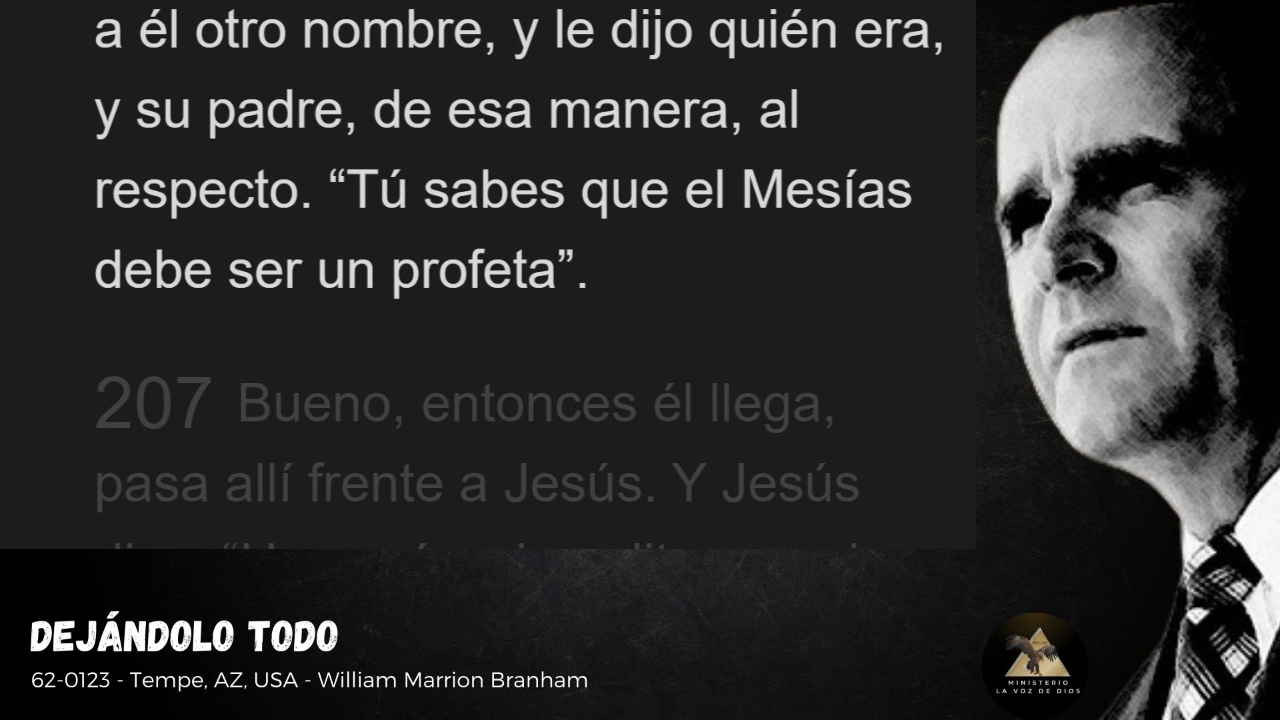 a él otro nombre, y le dijo quién era,
y su padre, de esa manera, al
respecto. “Tú sabes que el Mesías
debe ser un profeta”.
207 Bueno, entonces él llega,
pasa allí frente a Jesús. Y Jesús
DEJÁNDOLO TODO
62-0123 - Tempe, AZ, USA - William Marrion Branham
MINISTERIO
LA VOZ DE DIOS